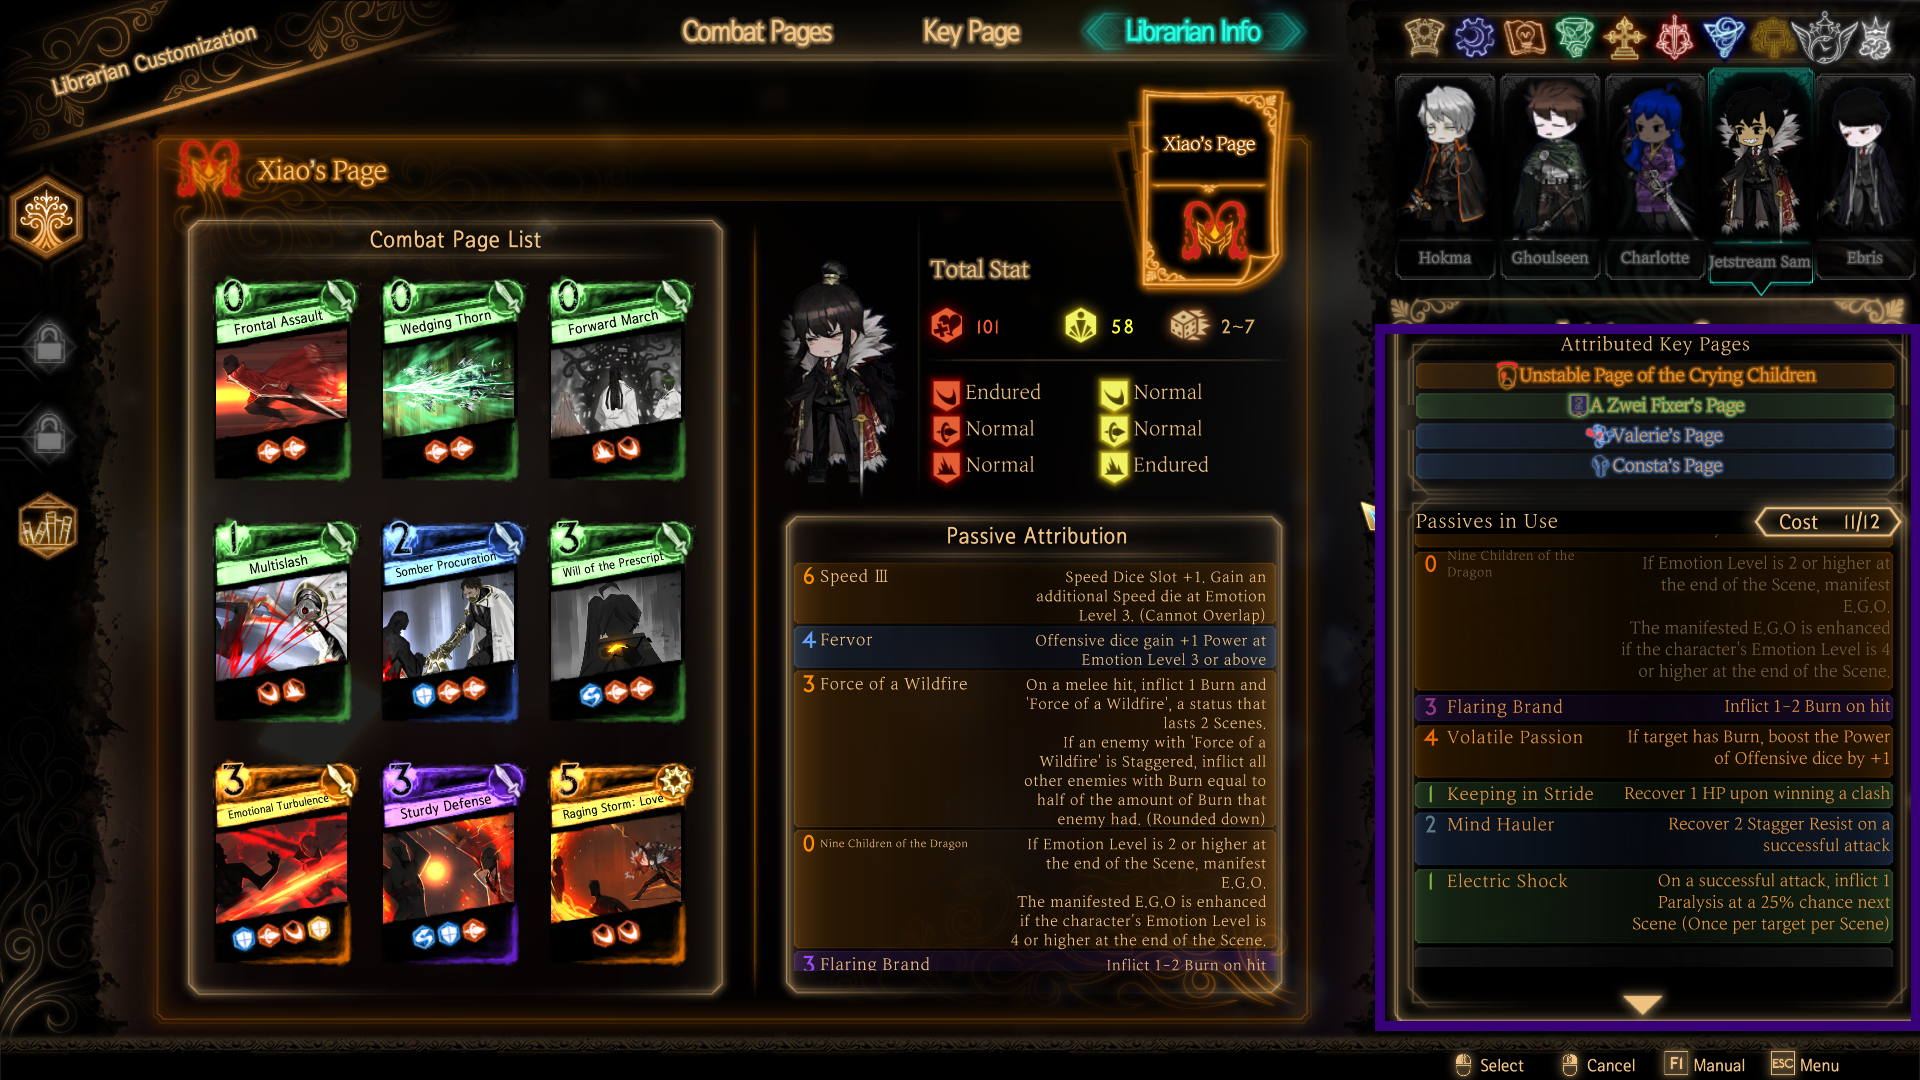 Librarian Customization
Combat Pages
Key Page
Librarian Info
Hokma
Ghoulseen
Charlotte
Jetstream Sam
Ebris
Xiao's Page
Xiao's Page
Combat Page List
0
Frontal Assault
0
Wedging Thorn
0
Forward March
1
Multislash
2
Somber Procuration
3
Will of the Prescript
3
Emotional Turbulence
3
Sturdy Defense
5
Raging Storm: Love
Total Stat
101
58
2~7
Endured
Normal
Normal
Normal
Normal
Endured
Passive Attribution
6 Speed III
Speed Dice Slot +1. Gain an
additional Speed die at Emotion
Level 3. (Cannot Overlap)
4 Fervor
Offensive dice gain +1 Power at
Emotion Level 3 or above
3 Force of a Wildfire
On a melee hit, inflict 1 Burn and
'Force of a Wildfire', a status that
lasts 2 Scenes.
If an enemy with 'Force of a
Wildfire' is Staggered, inflict all
other enemies with Burn equal to
half of the amount of Burn that
enemy had. (Rounded down)
0 Nine Children of the Dragon
If Emotion Level is 2 or higher at
the end of the Scene, manifest
E.G.O.
The manifested E.G.O is enhanced
if the character's Emotion Level is
4 or higher at the end of the Scene.
3 Flaring Brand
Inflict 1-2 Burn on hit
Attributed Key Pages
Unstable Page of the Crying Children
A Zwei Fixer's Page
Valerie's Page
Consta's Page
Passives in Use
Cost 11/12
0 Nine Children of the
Dragon
If Emotion Level is 2 or higher at
the end of the Scene, manifest
E.G.O.
The manifested E.G.O is enhanced
if the character's Emotion Level is 4
or higher at the end of the Scene.
3 Flaring Brand
Inflict 1-2 Burn on hit
4 Volatile Passion
If target has Burn, boost the Power
of Offensive dice by +1
1 Keeping in Stride
Recover 1 HP upon winning a clash
2 Mind Hauler
Recover 2 Stagger Resist on a
successful attack
1 Electric Shock
On a successful attack, inflict 1
Paralysis at a 25% chance next
Scene (Once per target per Scene)
Select
Cancel
F1 Manual
ESC Menu